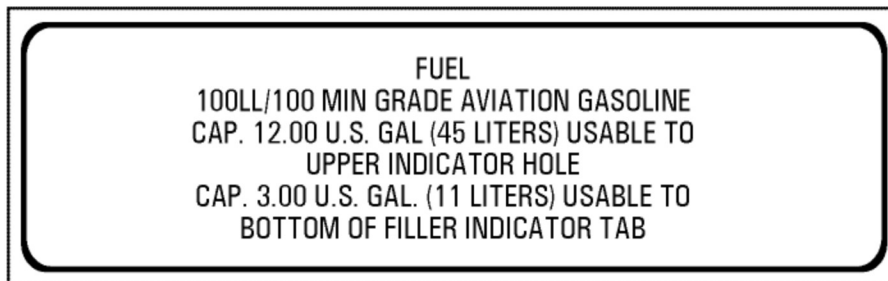 FUEL
100LL/100 MIN GRADE AVIATION GASOLINE
CAP. 12.00 U.S. GAL (45 LITERS) USABLE TO
UPPER INDICATOR HOLE
CAP. 3.00 U.S. GAL. (11 LITERS) USABLE TO
BOTTOM OF FILLER INDICATOR TAB